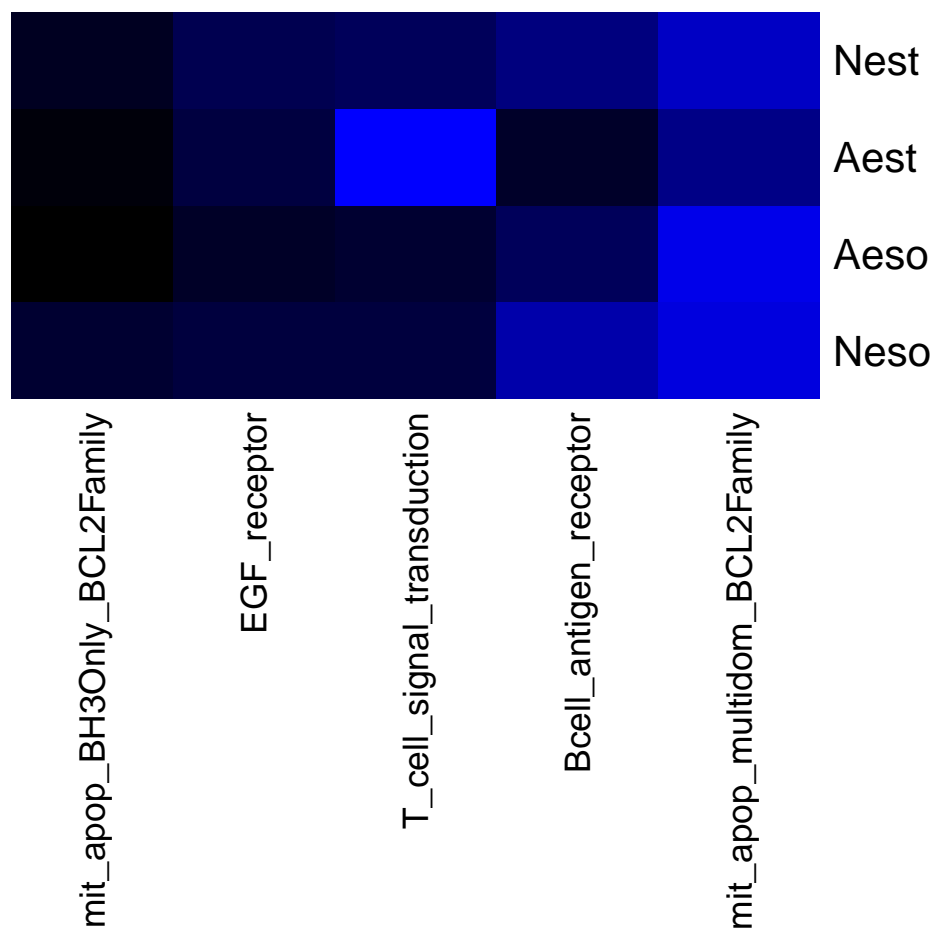 Nest
Aest
Aeso
Neso
mit_apop_BH3Only_BCL2Family
EGF_receptor
T_cell_signal_transduction
Bcell_antigen_receptor
mit_apop_multidom_BCL2Family